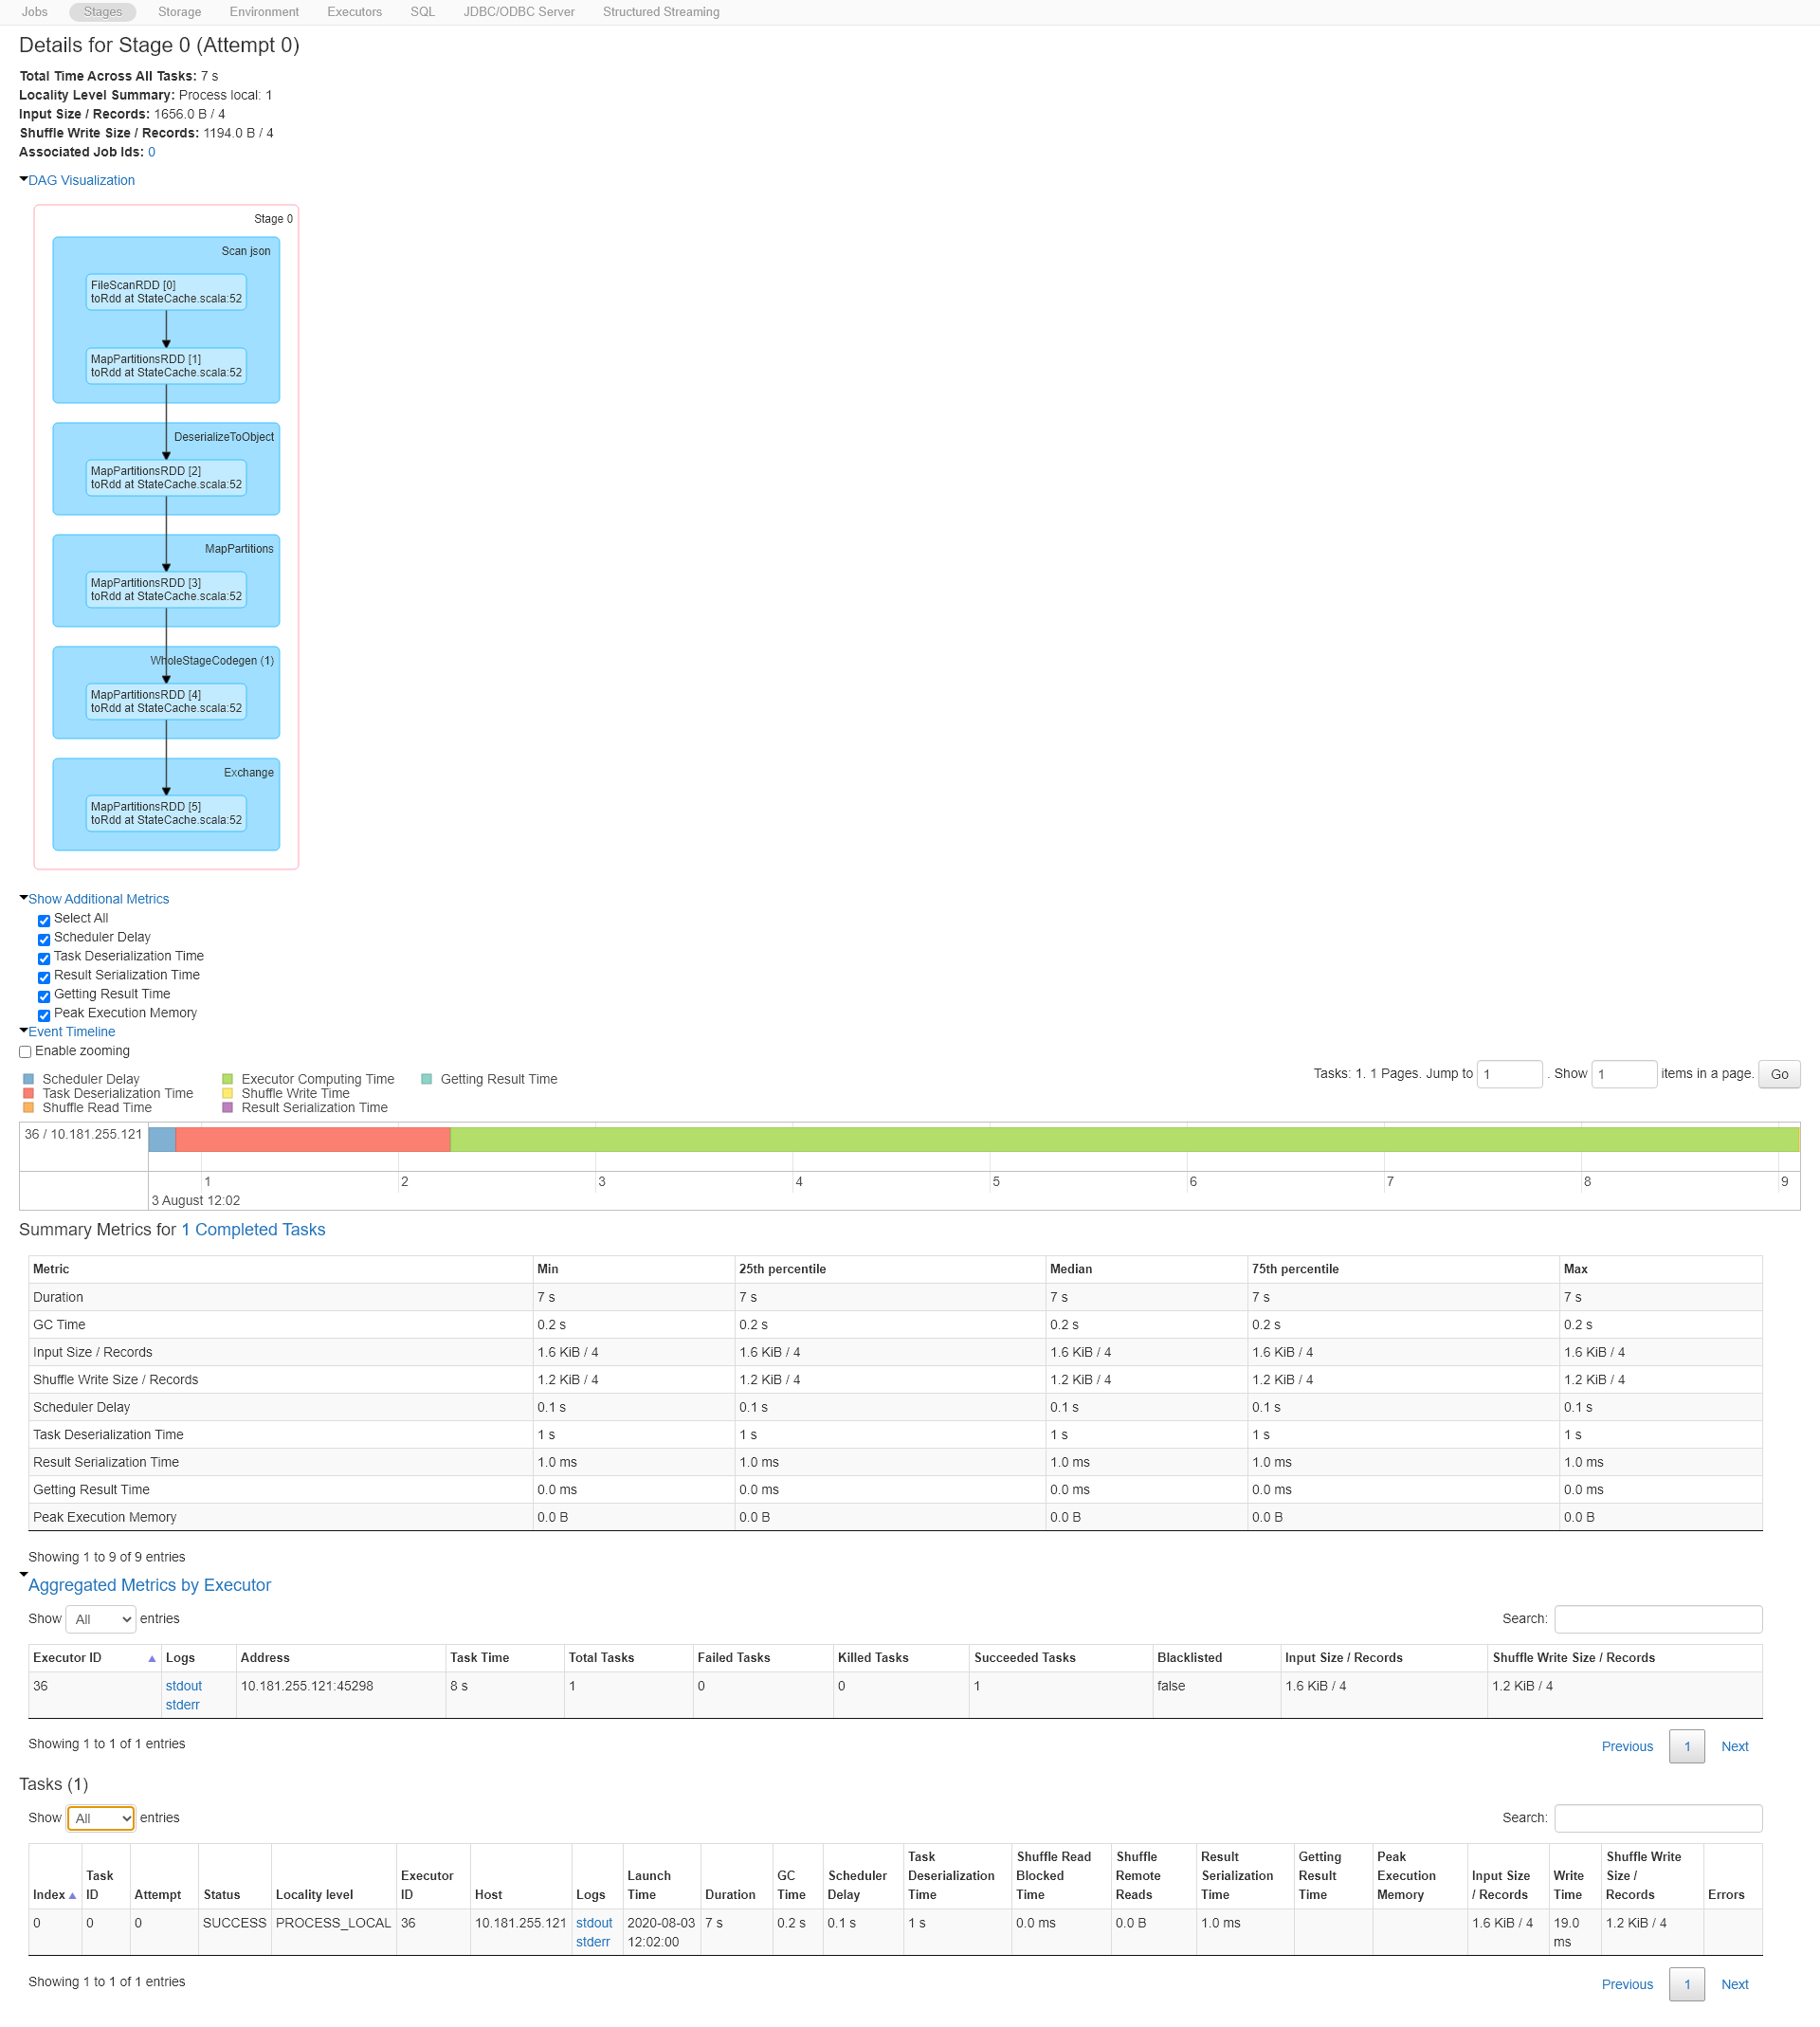 Jobs Stages Storage Environment Executors SQL JDBC/ODBC Server Structured Streaming
Details for Stage 0 (Attempt 0)
Total Time Across All Tasks: 7 s
Locality Level Summary: Process local: 1
Input Size / Records: 1656.0 B / 4
Shuffle Write Size / Records: 1194.0 B / 4
Associated Job Ids: 0
DAG Visualization
Stage 0
Scan json
FileScanRDD [0]
toRdd at StateCache.scala:52
MapPartitionsRDD [1]
toRdd at StateCache.scala:52
DeserializeToObject
MapPartitionsRDD [2]
toRdd at StateCache.scala:52
MapPartitions
MapPartitionsRDD [3]
toRdd at StateCache.scala:52
WholeStageCodegen (1)
MapPartitionsRDD [4]
toRdd at StateCache.scala:52
Exchange
MapPartitionsRDD [5]
toRdd at StateCache.scala:52
Show Additional Metrics
Select All
Scheduler Delay
Task Deserialization Time
Result Serialization Time
Getting Result Time
Peak Execution Memory
Event Timeline
Enable zooming
Tasks: 1. 1 Pages. Jump to 1 . Show 1 items in a page. Go
Scheduler Delay Executor Computing Time Getting Result Time
Task Deserialization Time Shuffle Write Time
Shuffle Read Time Result Serialization Time
36 / 10.181.255.121
1 2 3 4 5 6 7 8 9
3 August 12:02
Summary Metrics for 1 Completed Tasks
Metric Min 25th percentile Median 75th percentile Max
Duration 7 s 7 s 7 s 7 s 7 s
GC Time 0.2 s 0.2 s 0.2 s 0.2 s 0.2 s
Input Size / Records 1.6 KiB / 4 1.6 KiB / 4 1.6 KiB / 4 1.6 KiB / 4 1.6 KiB / 4
Shuffle Write Size / Records 1.2 KiB / 4 1.2 KiB / 4 1.2 KiB / 4 1.2 KiB / 4 1.2 KiB / 4
Scheduler Delay 0.1 s 0.1 s 0.1 s 0.1 s 0.1 s
Task Deserialization Time 1 s 1 s 1 s 1 s 1 s
Result Serialization Time 1.0 ms 1.0 ms 1.0 ms 1.0 ms 1.0 ms
Getting Result Time 0.0 ms 0.0 ms 0.0 ms 0.0 ms 0.0 ms
Peak Execution Memory 0.0 B 0.0 B 0.0 B 0.0 B 0.0 B
Showing 1 to 9 of 9 entries
Aggregated Metrics by Executor
Show All entries Search:
Executor ID Logs Address Task Time Total Tasks Failed Tasks Killed Tasks Succeeded Tasks Blacklisted Input Size / Records Shuffle Write Size / Records
36 stdout 10.181.255.121:45298 8 s 1 0 0 1 false 1.6 KiB / 4 1.2 KiB / 4
stderr
Showing 1 to 1 of 1 entries Previous 1 Next
Tasks (1)
Show All entries Search:
Task Shuffle Read Shuffle Result Getting Peak Shuffle Write
Task Executor Launch GC Scheduler Deserialization Blocked Remote Serialization Result Execution Input Size Write Size /
Index ID Attempt Status Locality level ID Host Logs Time Duration Time Delay Time Time Reads Time Time Memory / Records Time Records Errors
0 0 0 SUCCESS PROCESS_LOCAL 36 10.181.255.121 stdout 2020-08-03 7 s 0.2 s 0.1 s 1 s 0.0 ms 0.0 B 1.0 ms 1.6 KiB / 4 19.0 1.2 KiB / 4
stderr 12:02:00 ms
Showing 1 to 1 of 1 entries Previous 1 Next